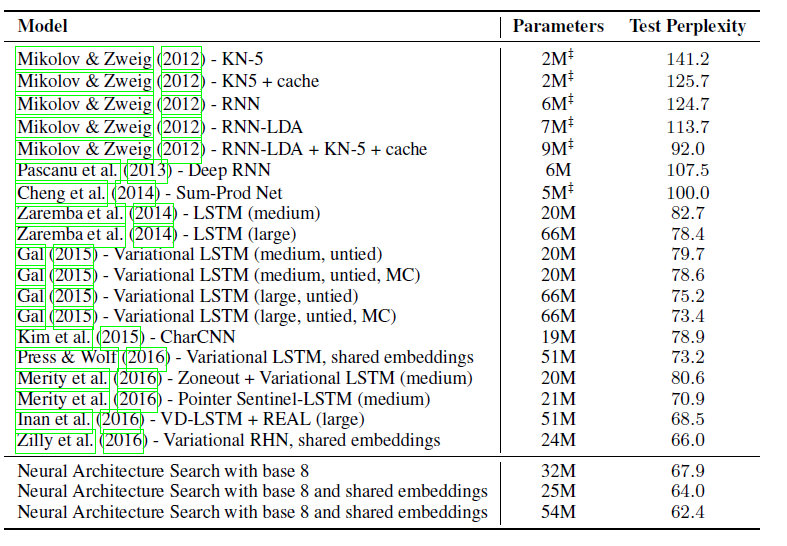 Model Parameters Test Perplexity
Mikolov & Zweig (2012) - KN-5 2M‡ 141.2
Mikolov & Zweig (2012) - KN5 + cache 2M‡ 125.7
Mikolov & Zweig (2012) - RNN 6M‡ 124.7
Mikolov & Zweig (2012) - RNN-LDA 7M‡ 113.7
Mikolov & Zweig (2012) - RNN-LDA + KN-5 + cache 9M‡ 92.0
Pascanu et al. (2013) - Deep RNN 6M 107.5
Cheng et al. (2014) - Sum-Prod Net 5M‡ 100.0
Zaremba et al. (2014) - LSTM (medium) 20M 82.7
Zaremba et al. (2014) - LSTM (large) 66M 78.4
Gal (2015) - Variational LSTM (medium, untied) 20M 79.7
Gal (2015) - Variational LSTM (medium, untied, MC) 20M 78.6
Gal (2015) - Variational LSTM (large, untied) 66M 75.2
Gal (2015) - Variational LSTM (large, untied, MC) 66M 73.4
Kim et al. (2015) - CharCNN 19M 78.9
Press & Wolf (2016) - Variational LSTM, shared embeddings 51M 73.2
Merity et al. (2016) - Zoneout + Variational LSTM (medium) 20M 80.6
Merity et al. (2016) - Pointer Sentinel-LSTM (medium) 21M 70.9
Inan et al. (2016) - VD-LSTM + REAL (large) 51M 68.5
Zilly et al. (2016) - Variational RHN, shared embeddings 24M 66.0
Neural Architecture Search with base 8 32M 67.9
Neural Architecture Search with base 8 and shared embeddings 25M 64.0
Neural Architecture Search with base 8 and shared embeddings 54M 62.4